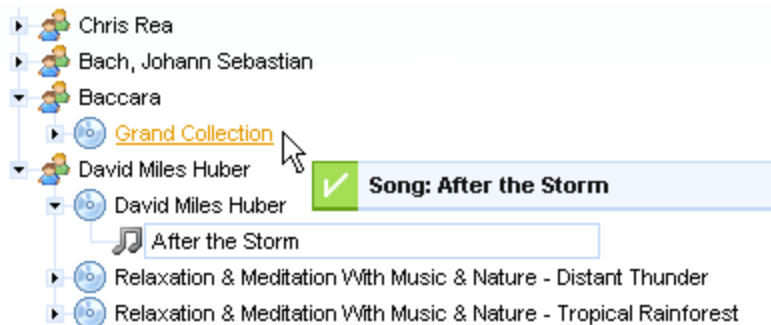 Chris Rea
Bach, Johann Sebastian
Baccara
Grand Collection
David Miles Huber
Song: After the Storm
David Miles Huber
After the Storm
Relaxation & Meditation With Music & Nature - Distant Thunder
Relaxation & Meditation With Music & Nature - Tropical Rainforest